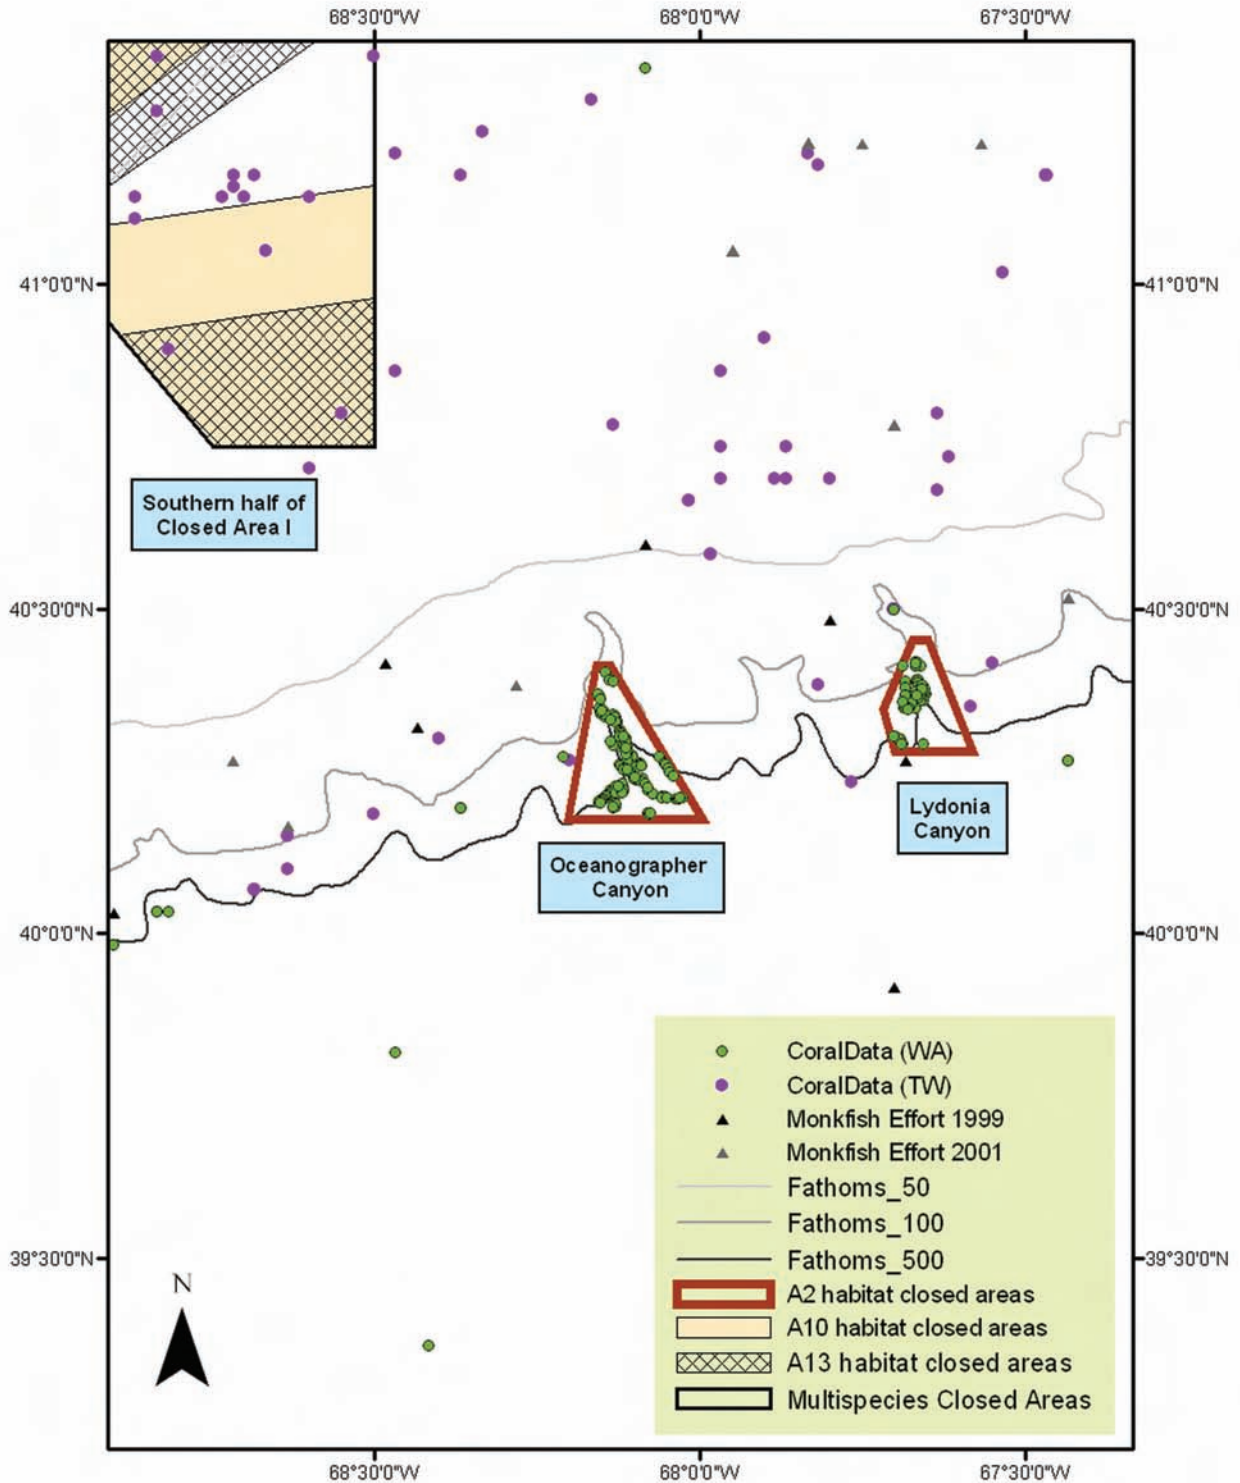 68°30'0"W 68°0'0"W 67°30'0"W
41°0'0"N 41°0'0"N
Southern half of
Closed Area I
40°30'0"N 40°30'0"N
Lydonia
Canyon
Oceanographer
Canyon
40°0'0"N 40°0'0"N
CoralData (WA)
CoralData (TW)
Monkfish Effort 1999
Monkfish Effort 2001
Fathoms_50
Fathoms_100
Fathoms_500
39°30'0"N 39°30'0"N
A2 habitat closed areas
A10 habitat closed areas
A13 habitat closed areas
Multispecies Closed Areas
N
68°30'0"W 68°0'0"W 67°30'0"W